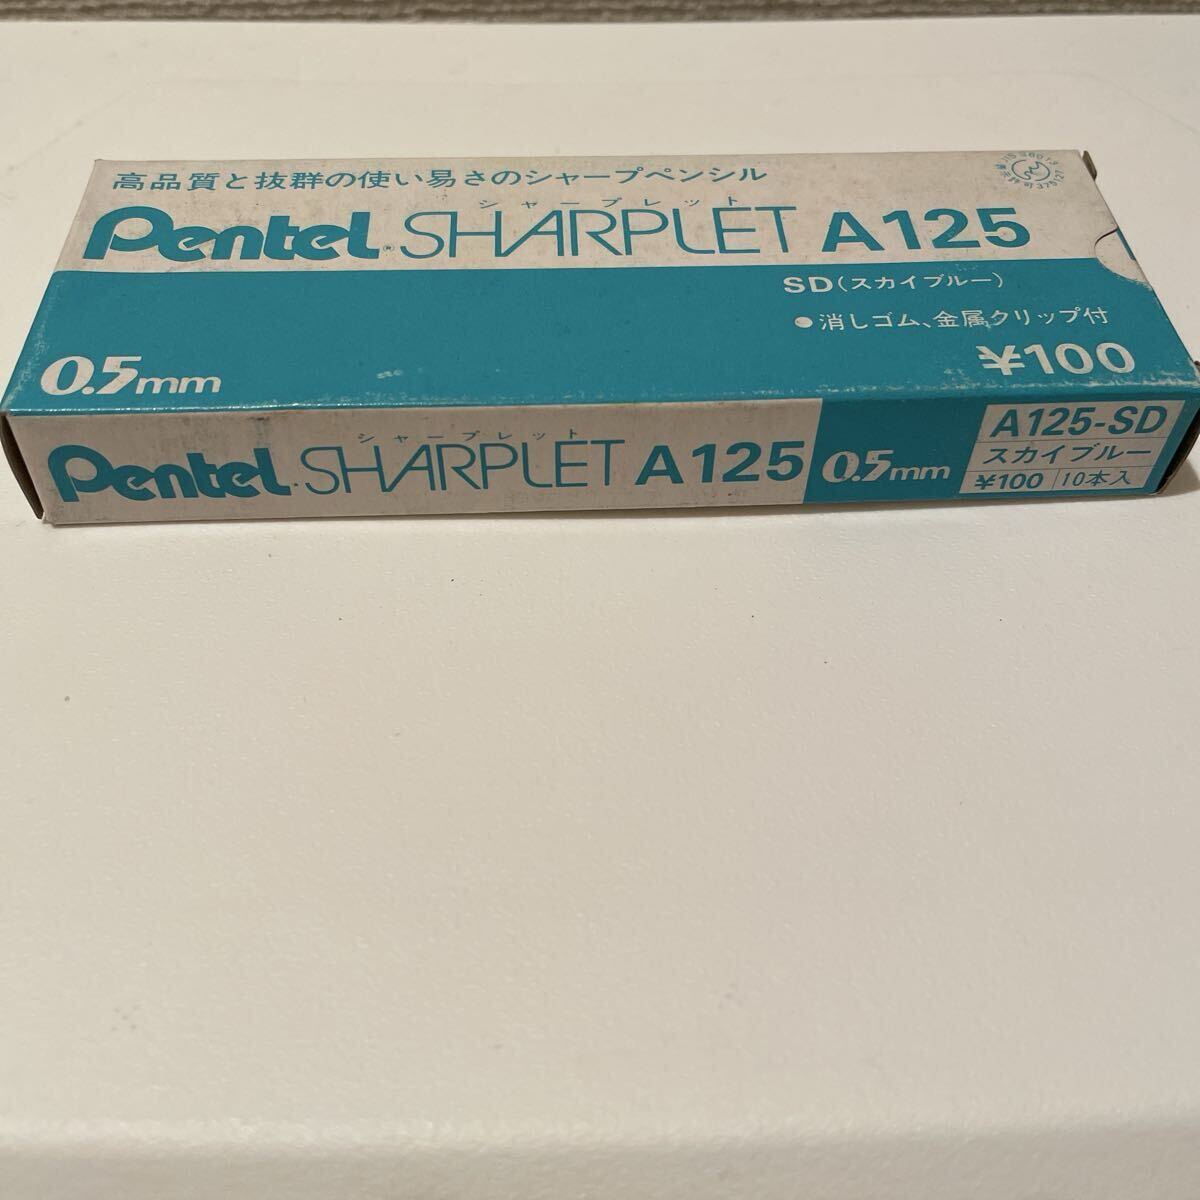 高品質と抜群の使い易さのシャープペンシル
シャープレット
Pentel® SHARPLET A125
SD(スカイブルー)
●消しゴム、金属クリップ付
0.5mm
¥100
シャープレット
Pentel. SHARPLET A125
0.5mm
A125-SD
スカイブルー
¥100 10本入